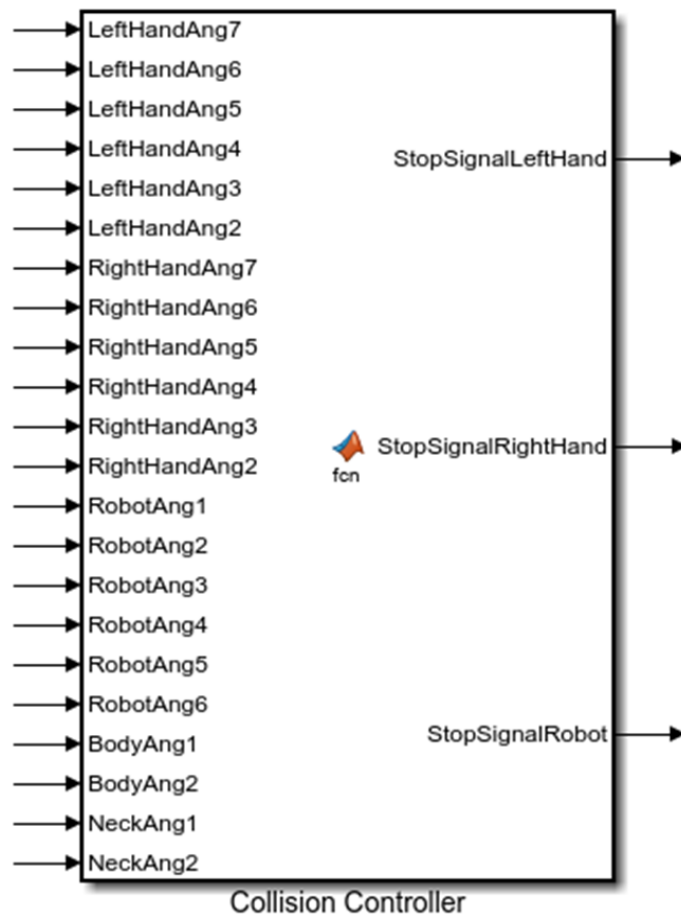 LeftHandAng7
LeftHandAng6
LeftHandAng5
LeftHandAng4
LeftHandAng3
LeftHandAng2
RightHandAng7
RightHandAng6
RightHandAng5
RightHandAng4
RightHandAng3
RightHandAng2
RobotAng1
RobotAng2
RobotAng3
RobotAng4
RobotAng5
RobotAng6
BodyAng1
BodyAng2
NeckAng1
NeckAng2
fcn
StopSignalLeftHand
StopSignalRightHand
StopSignalRobot
Collision Controller